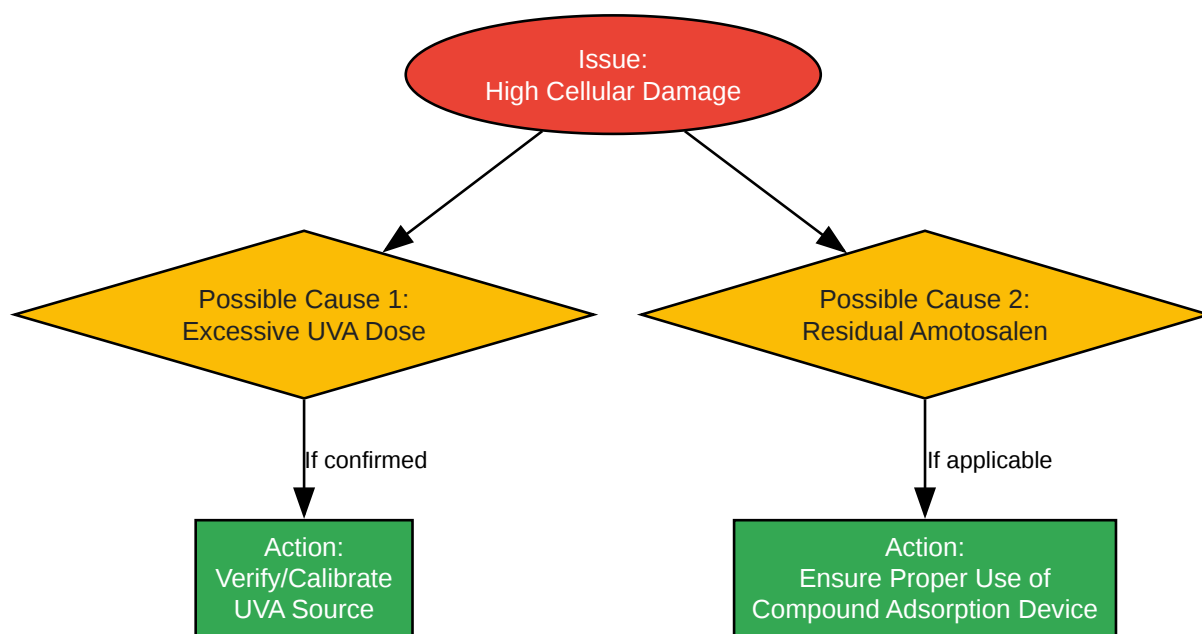 Issue:
High Cellular Damage
Possible Cause 1:
Excessive UVA Dose
Possible Cause 2:
Residual Amotosalen
If confirmed
If applicable
Action:
Verify/Calibrate
UVA Source
Action:
Ensure Proper Use of
Compound Adsorption Device